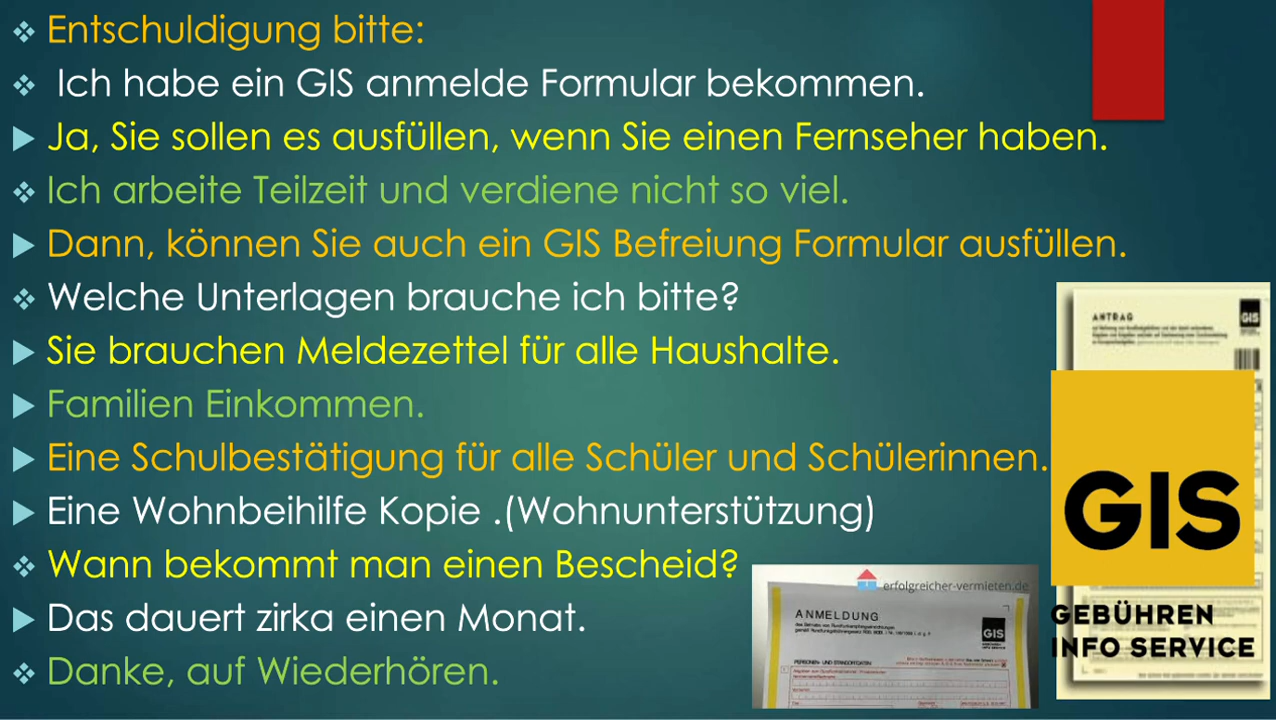 Entschuldigung bitte:
Ich habe ein GIS anmelde Formular bekommen.
Ja, Sie sollen es ausfüllen, wenn Sie einen Fernseher haben.
Ich arbeite Teilzeit und verdiene nicht so viel.
Dann, können Sie auch ein GIS Befreiung Formular ausfüllen.
Welche Unterlagen brauche ich bitte?
Sie brauchen Meldezettel für alle Haushalte.
Familien Einkommen.
Eine Schulbestätigung für alle Schüler und Schülerinnen.
Eine Wohnbeihilfe Kopie .(Wohnunterstützung)
Wann bekommt man einen Bescheid?
Das dauert zirka einen Monat.
Danke, auf Wiederhören.
ANTRAG
GIS
GIS
GEBÜHREN
INFO SERVICE
erfolgreicher-vermieten.de
ANMELDUNG
GIS
PERSONEN- UND STANDORTDATEN